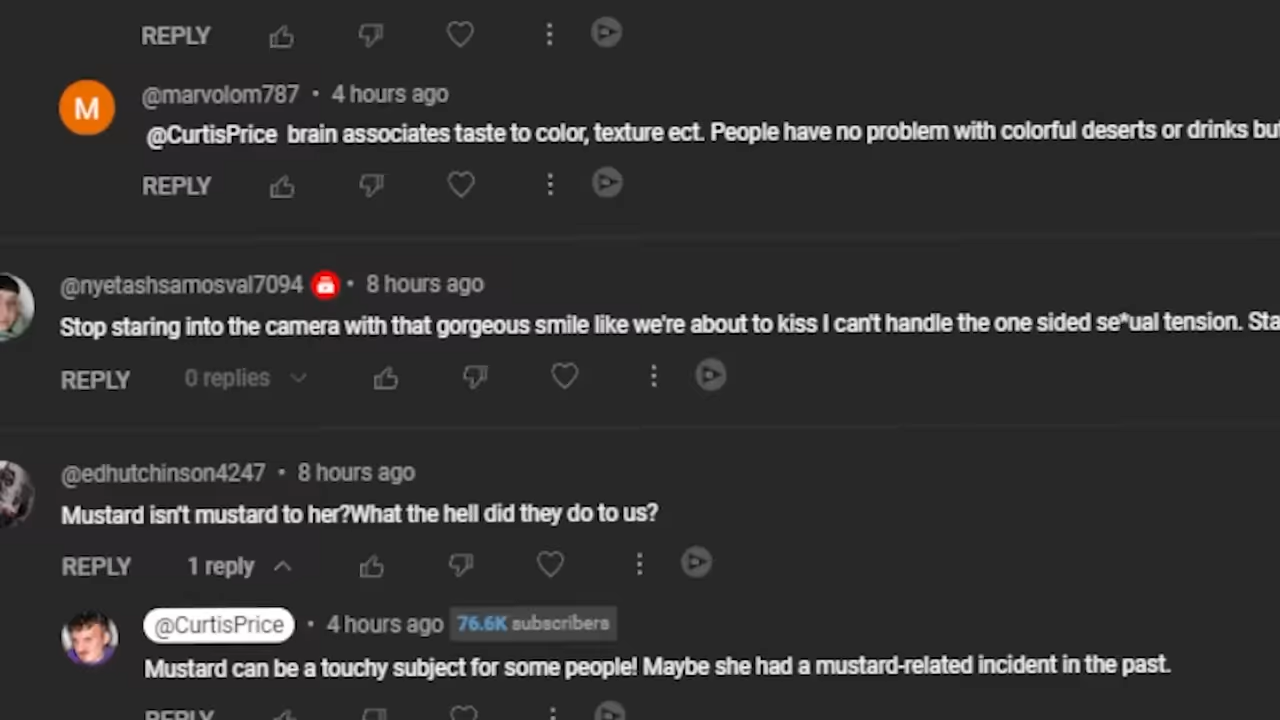 REPLY
M
@marvolom787 • 4 hours ago
@CurtisPrice brain associates taste to color, texture ect. People have no problem with colorful deserts or drinks
REPLY
@nyetashsamosval7094 • 8 hours ago
Stop staring into the camera with that gorgeous smile like we're about to kiss I can't handle the one sided se*ual tension.
REPLY 0 replies
@edhutchinson4247 • 8 hours ago
Mustard isn't mustard to her?What the hell did they do to us?
REPLY 1 reply
@CurtisPrice • 4 hours ago 76.6K subscribers
Mustard can be a touchy subject for some people! Maybe she had a mustard-related incident in the past.
REPLY